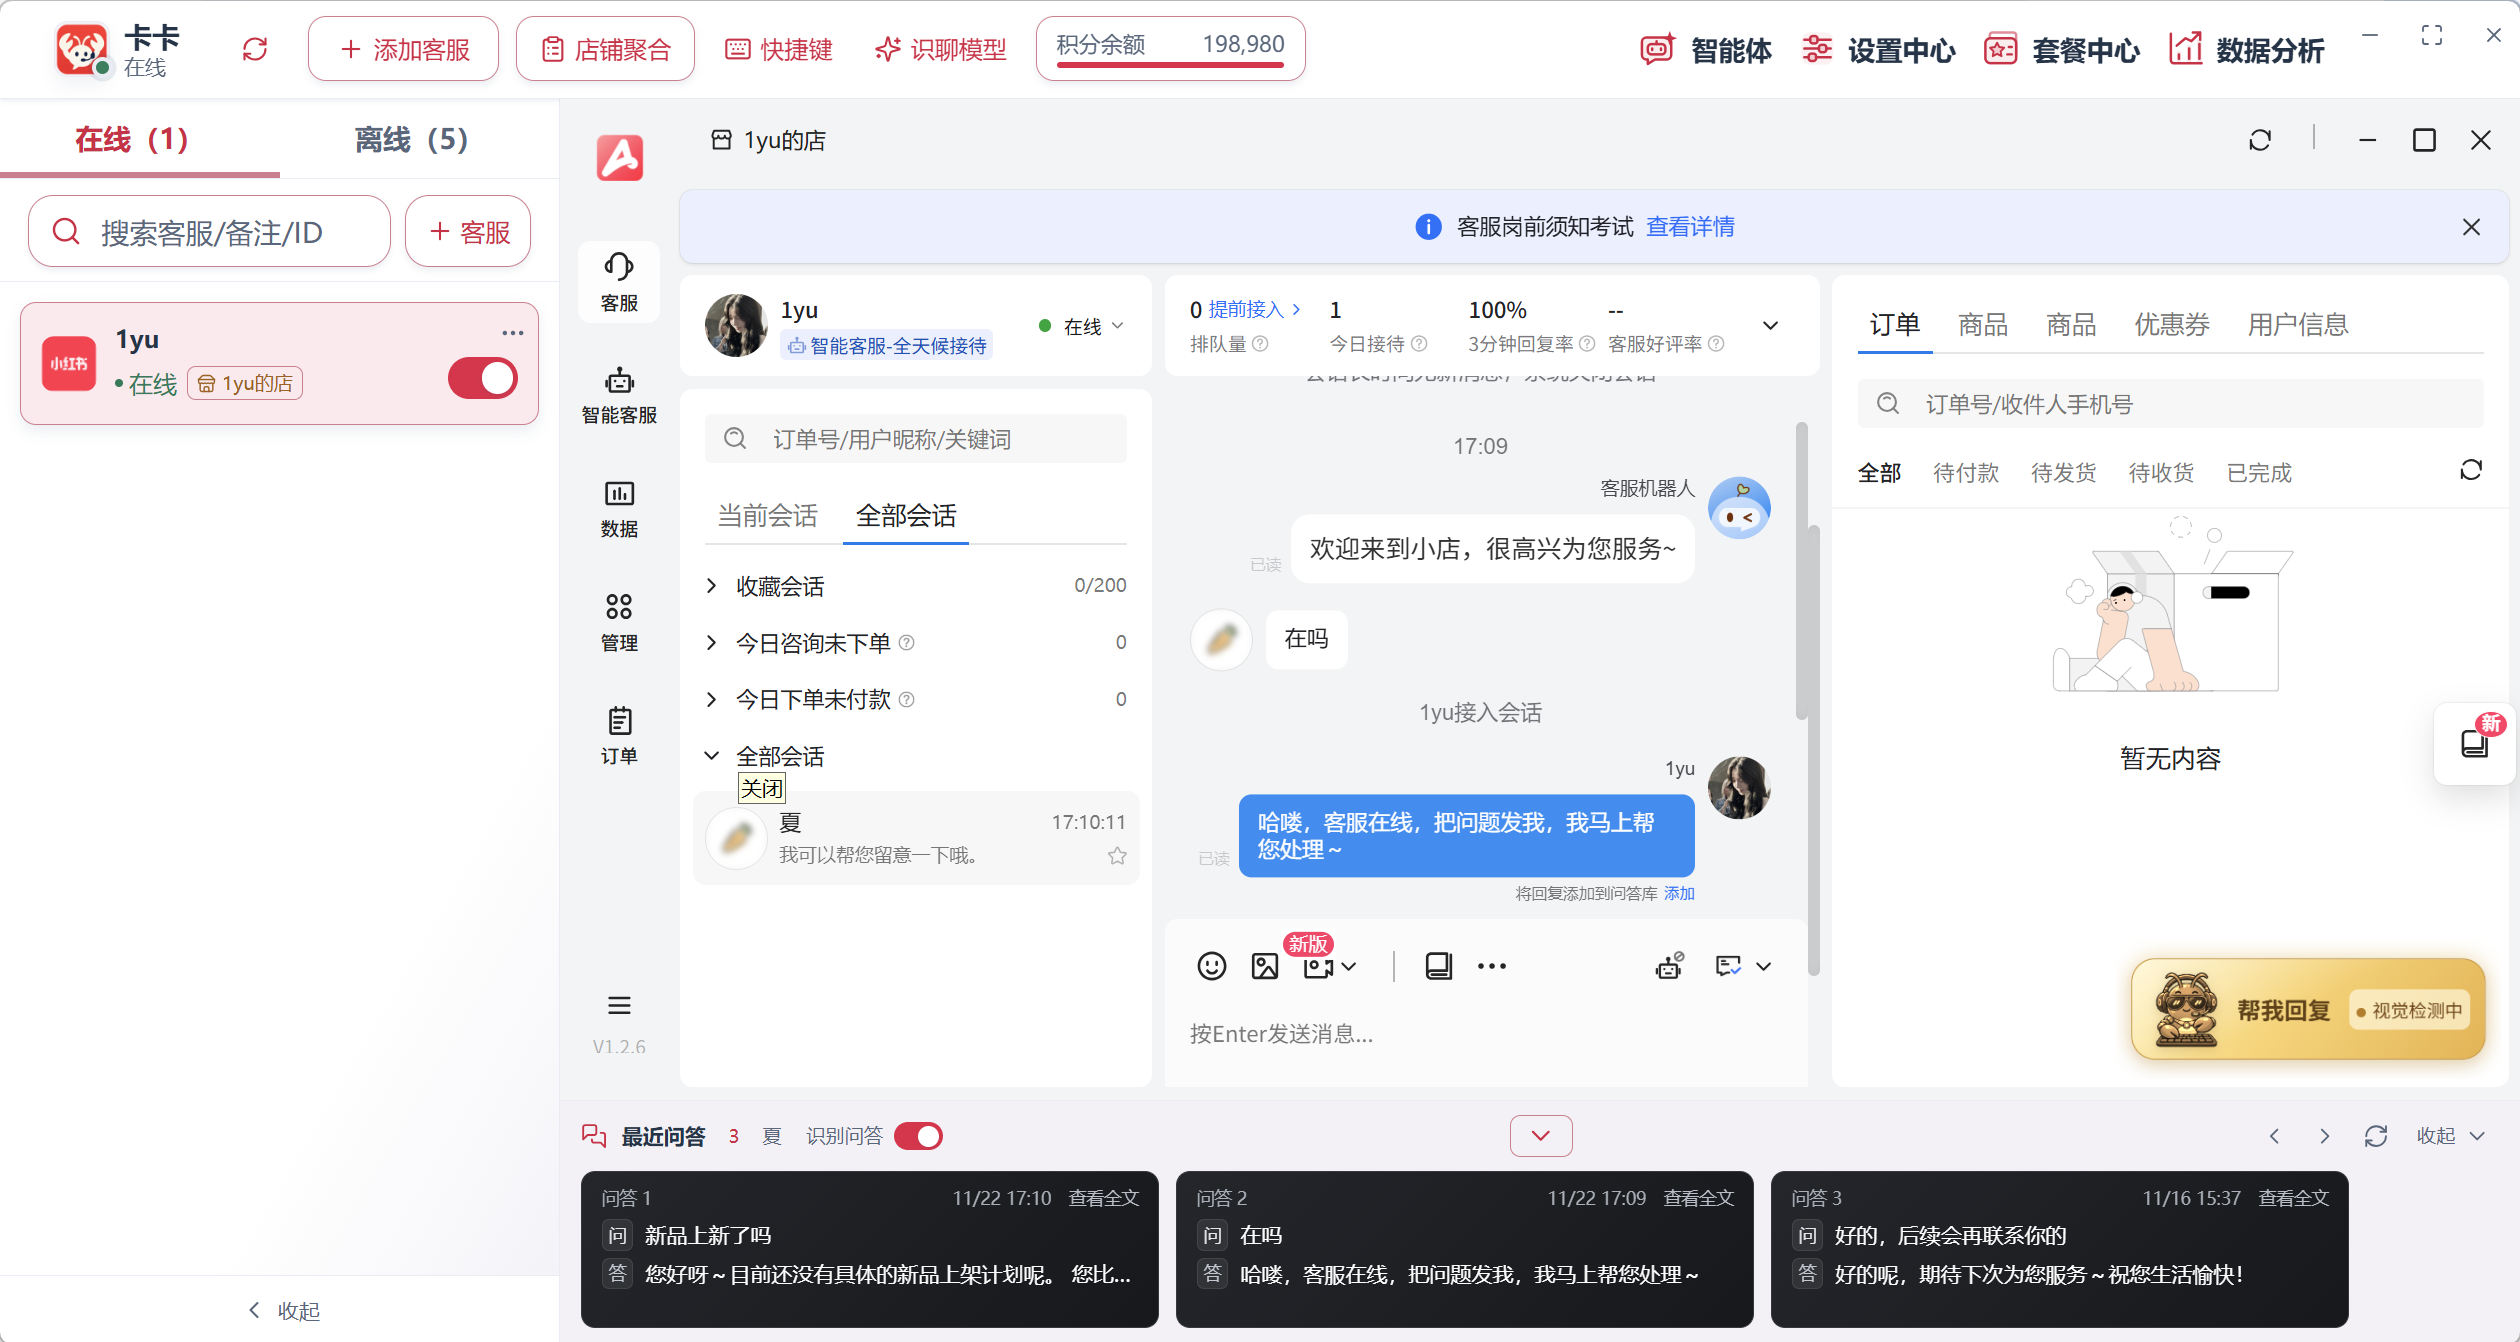 卡卡
在线
添加客服
店铺聚合
快捷键
识聊模型
积分余额 198,980
智能体
设置中心
套餐中心
数据分析
在线（1）
离线（5）
搜索客服/备注/ID
客服
小红书
1yu
在线
1yu的店
收起
1yu的店
客服岗前须知考试 查看详情
客服
智能客服
数据
管理
订单
V1.2.6
1yu
智能客服-全天候接待
在线
0 提前接入
排队量
1
今日接待
100%
3分钟回复率
--
客服好评率
订单号/用户昵称/关键词
当前会话
全部会话
收藏会话 0/200
今日咨询未下单 0
今日下单未付款 0
全部会话
关闭
夏 17:10:11
我可以帮您留意一下哦。
17:09
客服机器人
欢迎来到小店，很高兴为您服务~
已读
在吗
1yu接入会话
1yu
哈喽，客服在线，把问题发我，我马上帮
您处理～
已读
将回复添加到问答库 添加
新版
按Enter发送消息...
订单
商品
商品
优惠券
用户信息
订单号/收件人手机号
全部
待付款
待发货
待收货
已完成
暂无内容
新
帮我回复
视觉检测中
最近问答 3 夏 识别问答
收起
问答 1 11/22 17:10 查看全文
问 新品上新了吗
答 您好呀～目前还没有具体的新品上架计划呢。 您比...
问答 2 11/22 17:09 查看全文
问 在吗
答 哈喽，客服在线，把问题发我，我马上帮您处理～
问答 3 11/16 15:37 查看全文
问 好的，后续会再联系你的
答 好的呢，期待下次为您服务～祝您生活愉快！